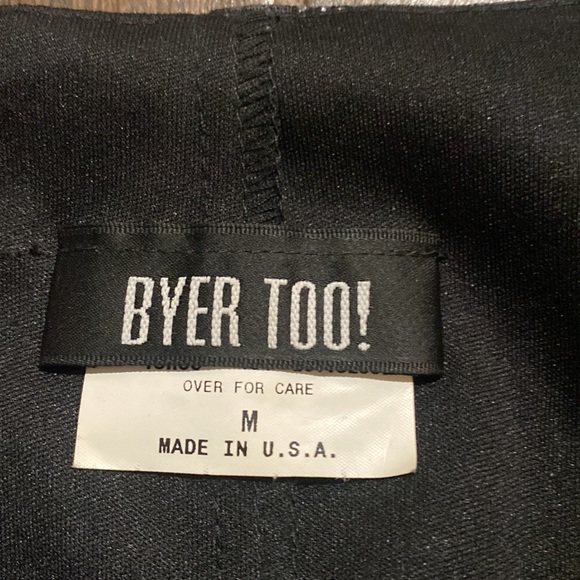 BYER TOO!
OVER FOR CARE
M
MADE IN U.S.A.